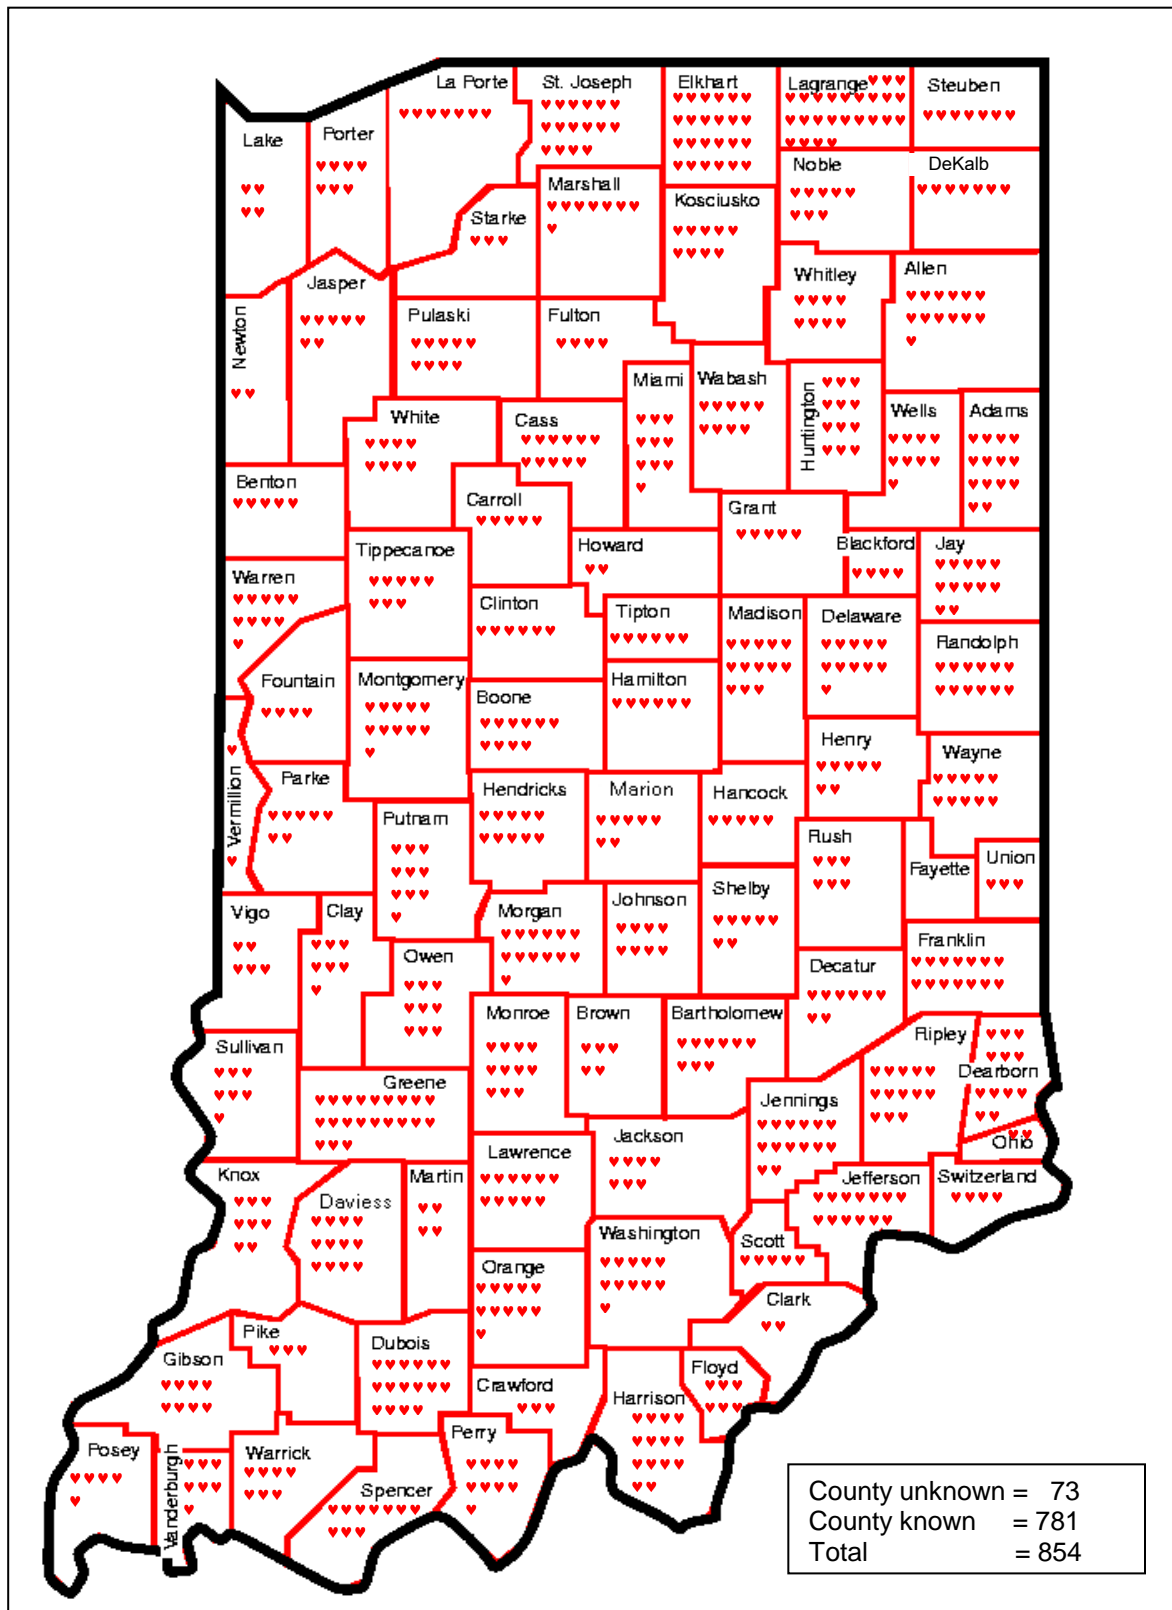 La Porte
St. Joseph
Elkhart
Lagrange
Steuben
Lake
Porter
Noble
DeKalb
Marshall
Starke
Kosciusko
Jasper
Whitley
Allen
Newton
Pulaski
Fulton
Miami
Wabash
Huntington
Wells
Adams
White
Cass
Benton
Carroll
Grant
Tippecanoe
Howard
Blackford
Jay
Warren
Clinton
Tipton
Madison
Delaware
Randolph
Fountain
Montgomery
Boone
Hamilton
Henry
Wayne
Vermillion
Parke
Putnam
Hendricks
Marion
Hancock
Rush
Fayette
Union
Vigo
Clay
Morgan
Johnson
Shelby
Franklin
Owen
Decatur
Monroe
Brown
Bartholomew
Ripley
Sullivan
Greene
Dearborn
Jennings
Ohio
Knox
Daviess
Martin
Lawrence
Jackson
Jefferson
Switzerland
Washington
Scott
Orange
Clark
Pike
Gibson
Dubois
Crawford
Floyd
Harrison
Posey
Vanderburgh
Warrick
Perry
Spencer
County unknown = 73
County known = 781
Total = 854